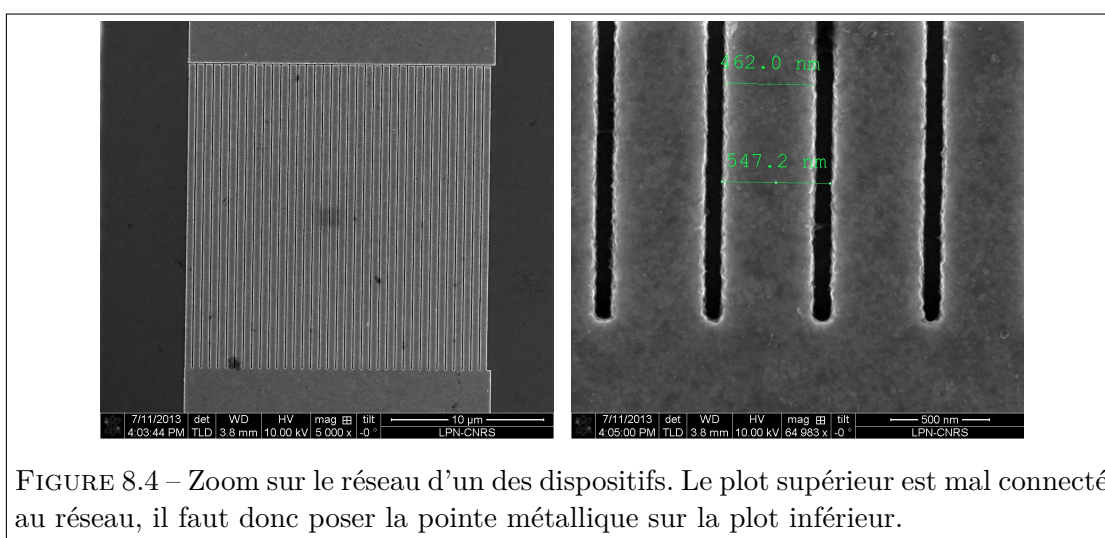 462.0 nm
547.2 nm
7/11/2013 det WD HV mag tilt 10 µm
4:03:44 PM TLD 3.8 mm 10.00 kV 5 000 x -0 ° LPN-CNRS
7/11/2013 det WD HV mag tilt 500 nm
4:05:00 PM TLD 3.8 mm 10.00 kV 64 983 x -0 ° LPN-CNRS
FIGURE 8.4 – Zoom sur le réseau d'un des dispositifs. Le plot supérieur est mal connecté
au réseau, il faut donc poser la pointe métallique sur la plot inférieur.